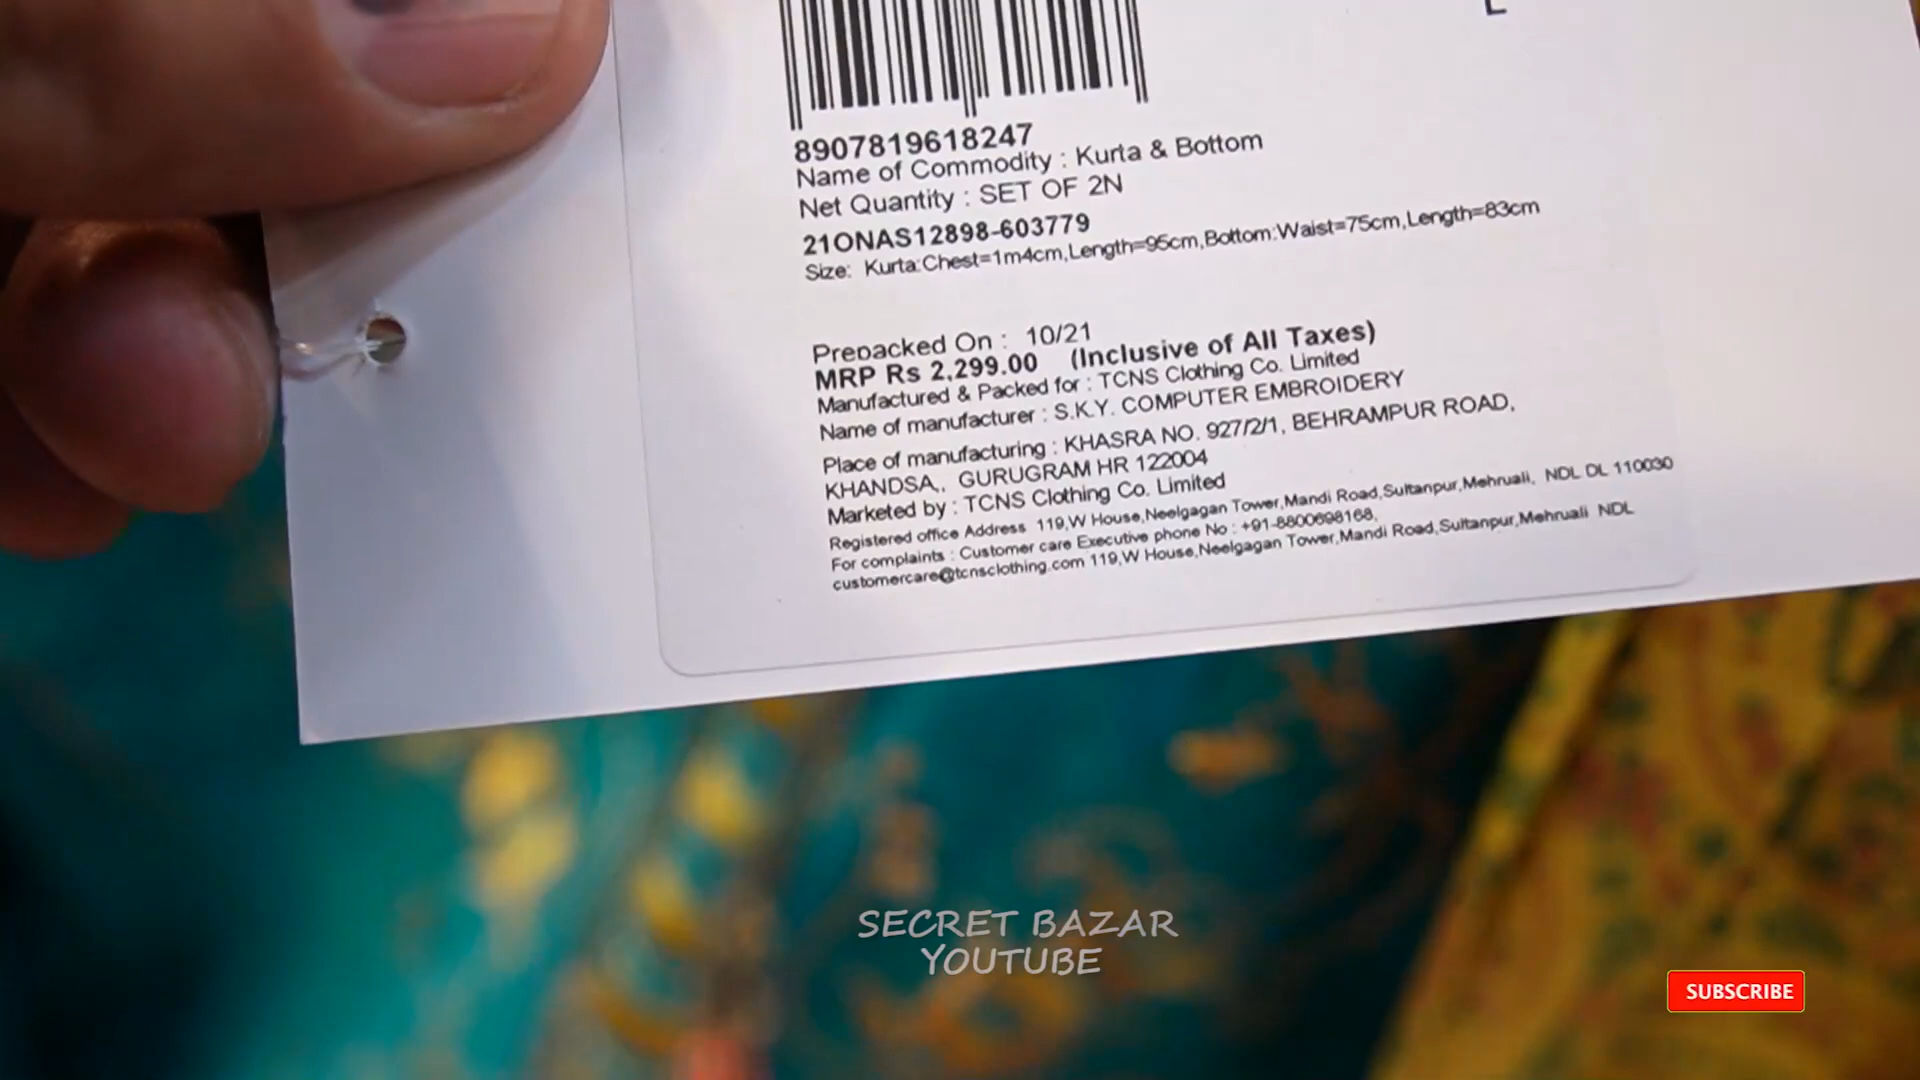 L
8907819618247
Name of Commodity : Kurta & Bottom
Net Quantity : SET OF 2N
21ONAS12898-603779
Size: Kurta:Chest=1m4cm,Length=95cm,Bottom:Waist=75cm,Length=83cm
Prepacked On : 10/21
MRP Rs 2,299.00 (Inclusive of All Taxes)
Manufactured & Packed for : TCNS Clothing Co. Limited
Name of manufacturer : S.K.Y. COMPUTER EMBROIDERY
Place of manufacturing : KHASRA NO. 927/2/1, BEHRAMPUR ROAD,
KHANDSA,, GURUGRAM HR 122004
Marketed by : TCNS Clothing Co. Limited
Registered office Address 119,W House,Neelgagan Tower,Mandi Road,Sultanpur,Mehruali, NDL DL 110030
For complaints : Customer care Executive phone No : +91-8800698168,
customercare@tcnsclothing.com 119,W House,Neelgagan Tower,Mandi Road,Sultanpur,Mehruali NDL
SECRET BAZAR
YOUTUBE
SUBSCRIBE